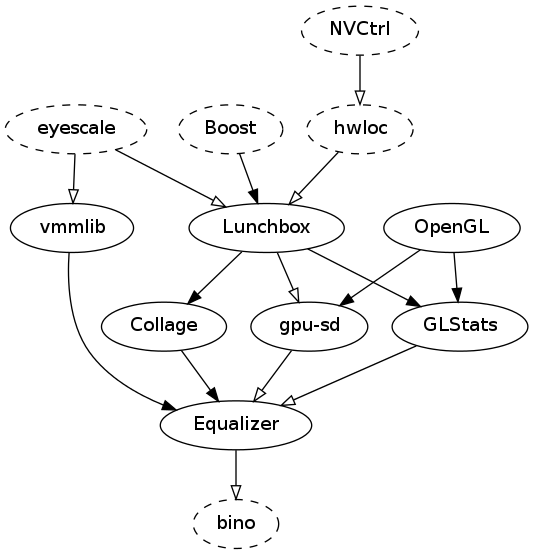 NVCtrl
eyescale
Boost
hwloc
vmmlib
Lunchbox
OpenGL
Collage
gpu-sd
GLStats
Equalizer
bino